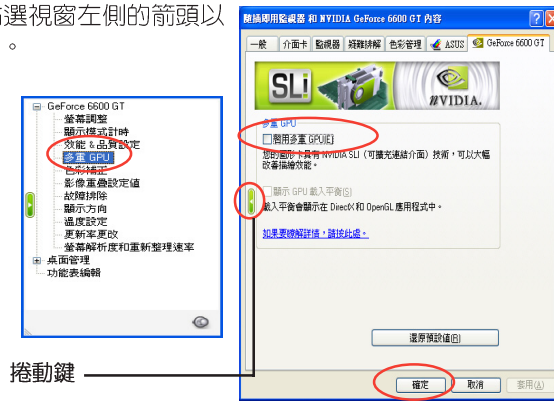 選視窗左側的箭頭以
。
GeForce 6600 GT
螢幕調整
顯示模式計時
效能 & 品質設定
多重 GPU
色彩補正
影像重疊設定值
故障排除
顯示方向
溫度設定
更新率更改
螢幕解析度和重新整理速率
桌面管理
功能表編輯
捲動鍵
隨插即用監視器 和 NVIDIA GeForce 6600 GT 內容
一般 介面卡 監視器 疑難排解 色彩管理 ASUS GeForce 6600 GT
SLI
nVIDIA.
多重 GPU
啟用多重 GPU(E)
您的圖形卡具有 NVIDIA SLI（可擴充連結介面）技術，可以大幅
改善描繪效能。
顯示 GPU 載入平衡(S)
載入平衡會顯示在 DirectX 和 OpenGL 應用程式中。
如果要瞭解詳情，請按此處。
還原預設值(R)
確定 取消 套用(A)